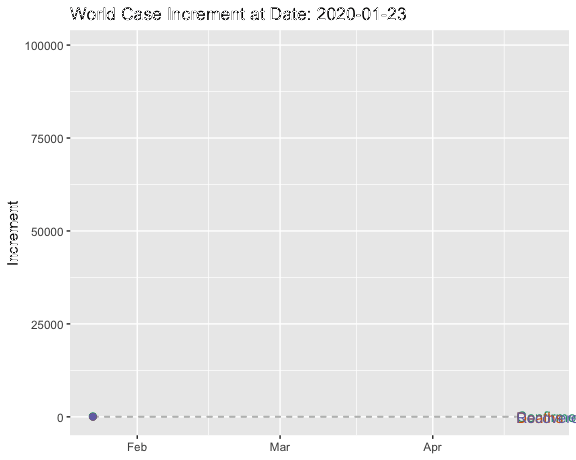 World Case Increment at Date: 2020-01-23
100000
75000
50000
25000
0
Increment
Feb Mar Apr